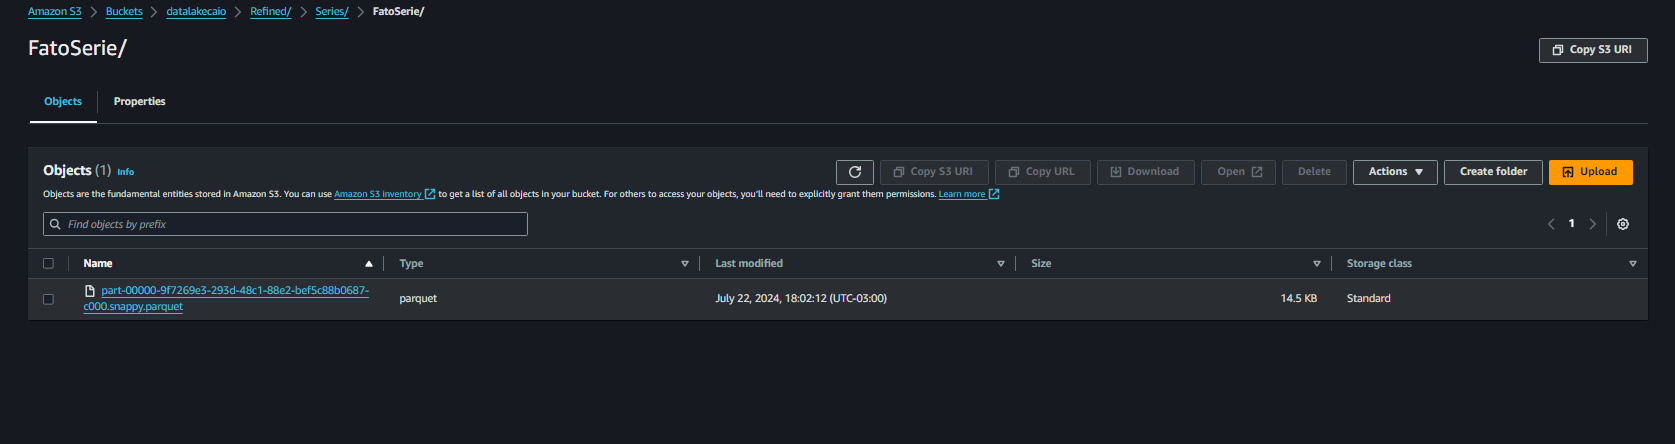 Amazon S3 > Buckets > datalakecaio > Refined/ > Series/ > FatoSerie/
FatoSerie/
Copy S3 URI
Objects Properties
Objects (1) Info
Copy S3 URI Copy URL Download Open Delete Actions Create folder Upload
Objects are the fundamental entities stored in Amazon S3. You can use Amazon S3 inventory to get a list of all objects in your bucket. For others to access your objects, you'll need to explicitly grant them permissions. Learn more
Find objects by prefix
1
Name Type Last modified Size Storage class
part-00000-9f7269e3-293d-48c1-88e2-bef5c88b0687-
c000.snappy.parquet
parquet July 22, 2024, 18:02:12 (UTC-03:00) 14.5 KB Standard